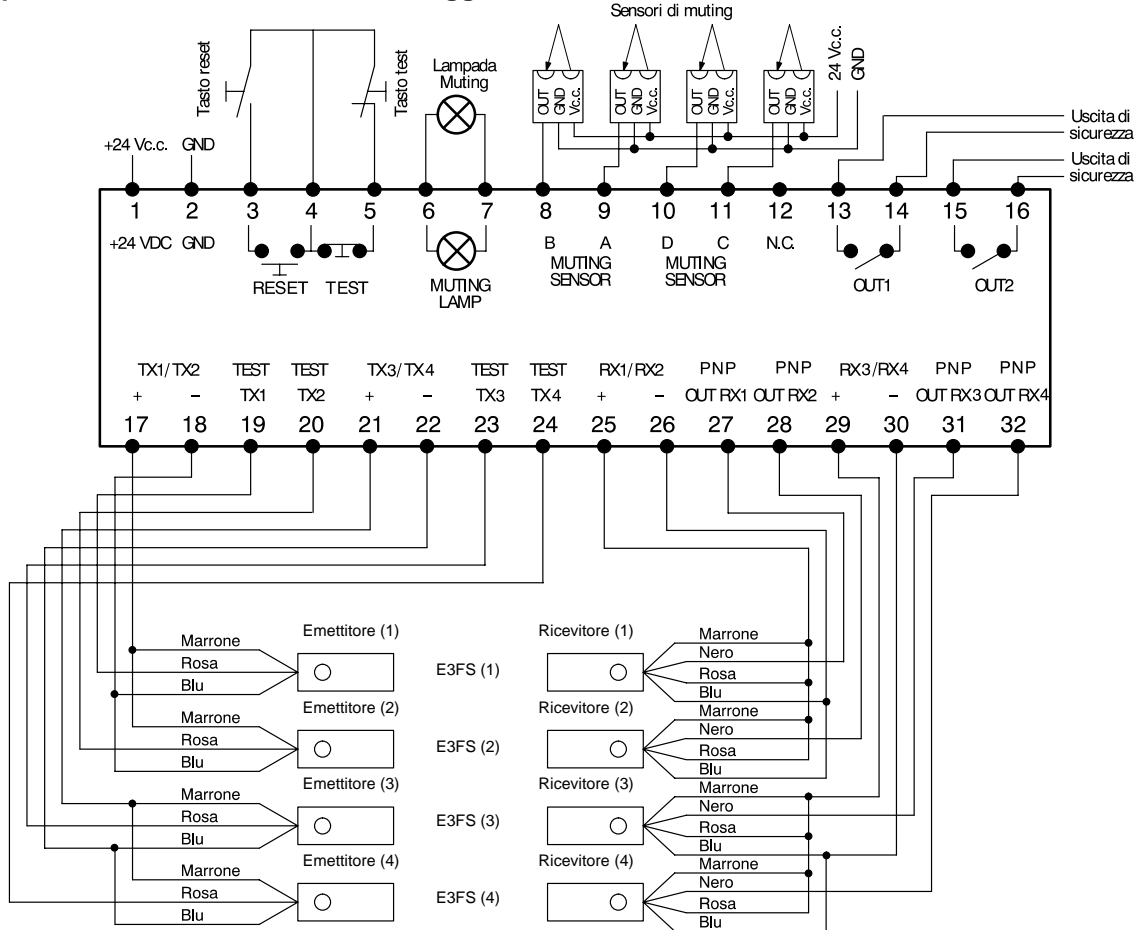 Sensori di muting
Tasto reset
Tasto test
Lampada
Muting
OUT GND Vc.c.
OUT GND Vc.c.
OUT GND Vc.c.
OUT GND Vc.c.
24 Vc.c.
GND
Uscita di
sicurezza
Uscita di
sicurezza
+24 Vc.c. GND
1 2 3 4 5 6 7 8 9 10 11 12 13 14 15 16
+24 VDC GND
RESET TEST
MUTING
LAMP
B A
MUTING
SENSOR
D C
MUTING
SENSOR
N.C.
OUT1
OUT2
TX1/TX2 TEST TEST TX3/TX4 TEST TEST RX1/RX2 PNP PNP RX3/RX4 PNP PNP
+ – TX1 TX2 + – TX3 TX4 + – OUT RX1 OUT RX2 + – OUT RX3 OUT RX4
17 18 19 20 21 22 23 24 25 26 27 28 29 30 31 32
Emettitore (1)
Marrone
Rosa
Blu
E3FS (1)
Ricevitore (1)
Marrone
Nero
Rosa
Blu
Emettitore (2)
Marrone
Rosa
Blu
E3FS (2)
Ricevitore (2)
Marrone
Nero
Rosa
Blu
Emettitore (3)
Marrone
Rosa
Blu
E3FS (3)
Ricevitore (3)
Marrone
Nero
Rosa
Blu
Emettitore (4)
Marrone
Rosa
Blu
E3FS (4)
Ricevitore (4)
Marrone
Nero
Rosa
Blu